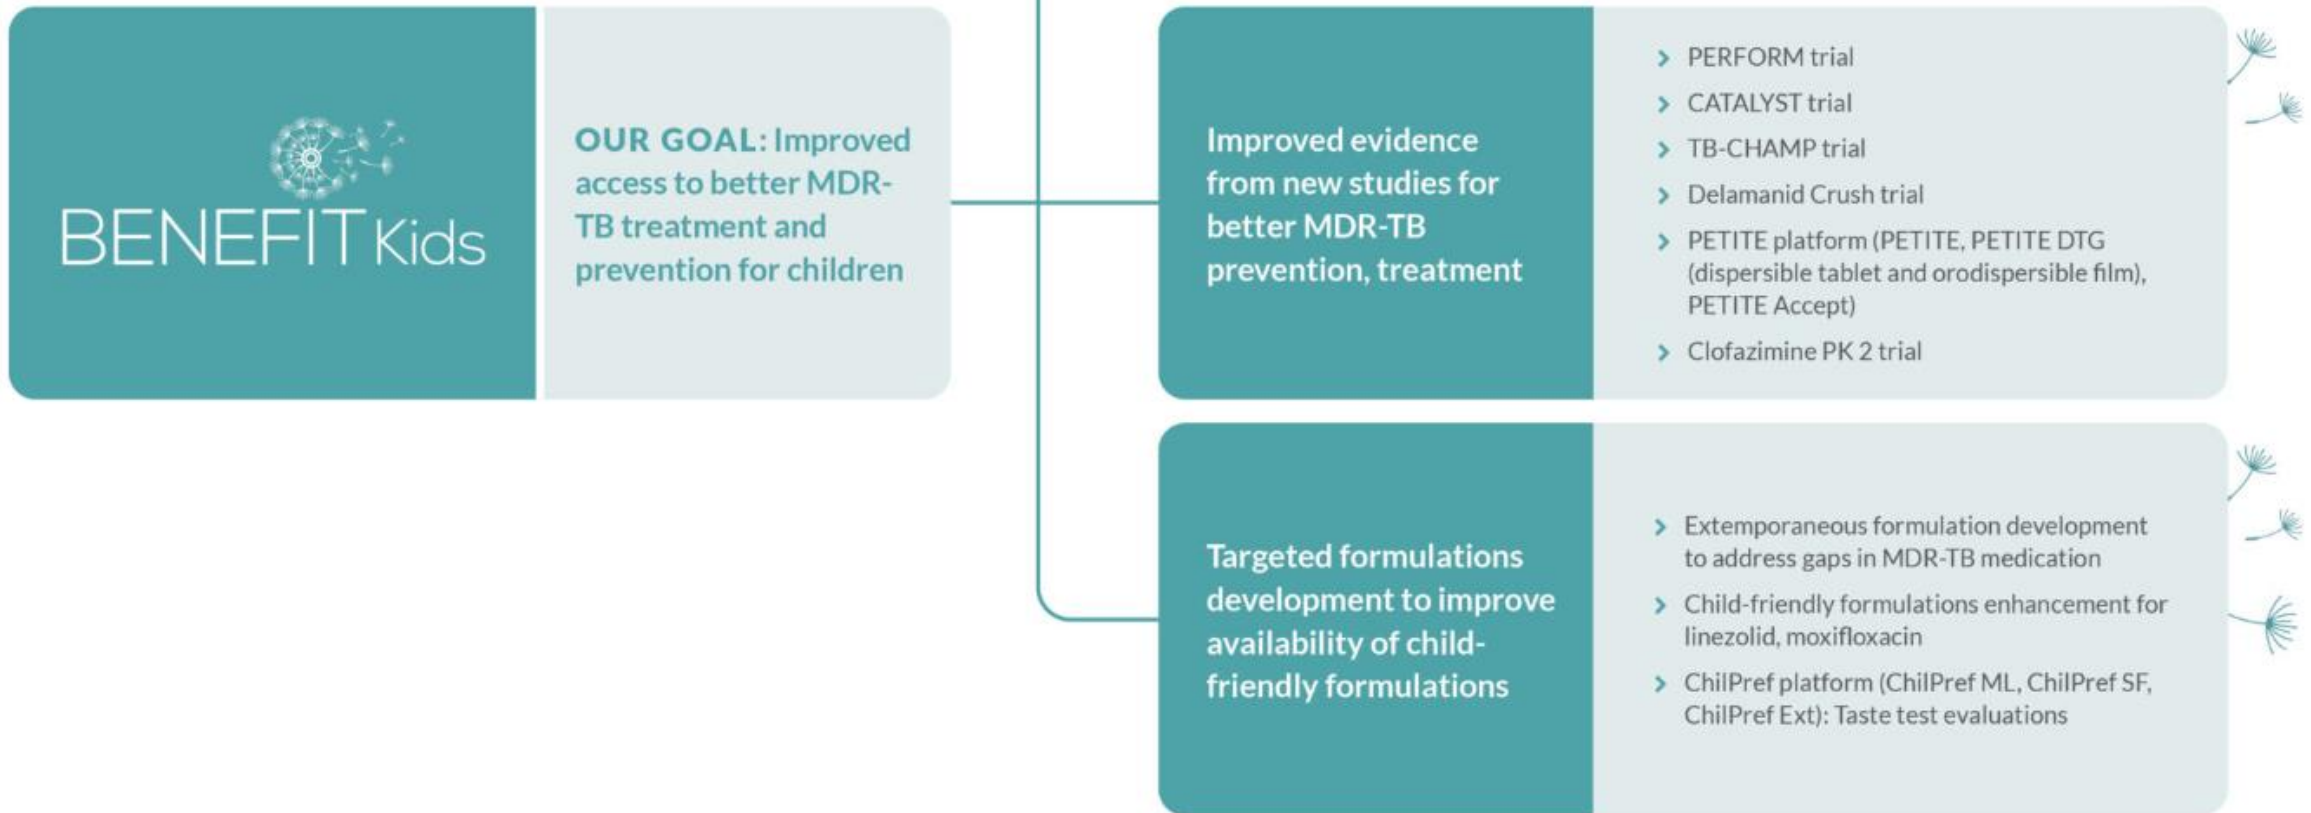 BENEFIT Kids
OUR GOAL: Improved
access to better MDR-
TB treatment and
prevention for children
Improved evidence
from new studies for
better MDR-TB
prevention, treatment
PERFORM trial
CATALYST trial
TB-CHAMP trial
Delamanid Crush trial
PETITE platform (PETITE, PETITE DTG
(dispersible tablet and orodispersible film),
PETITE Accept)
Clofazimine PK 2 trial
Targeted formulations
development to improve
availability of child-
friendly formulations
Extemporaneous formulation development
to address gaps in MDR-TB medication
Child-friendly formulations enhancement for
linezolid, moxifloxacin
ChilPref platform (ChilPref ML, ChilPref SF,
ChilPref Ext): Taste test evaluations